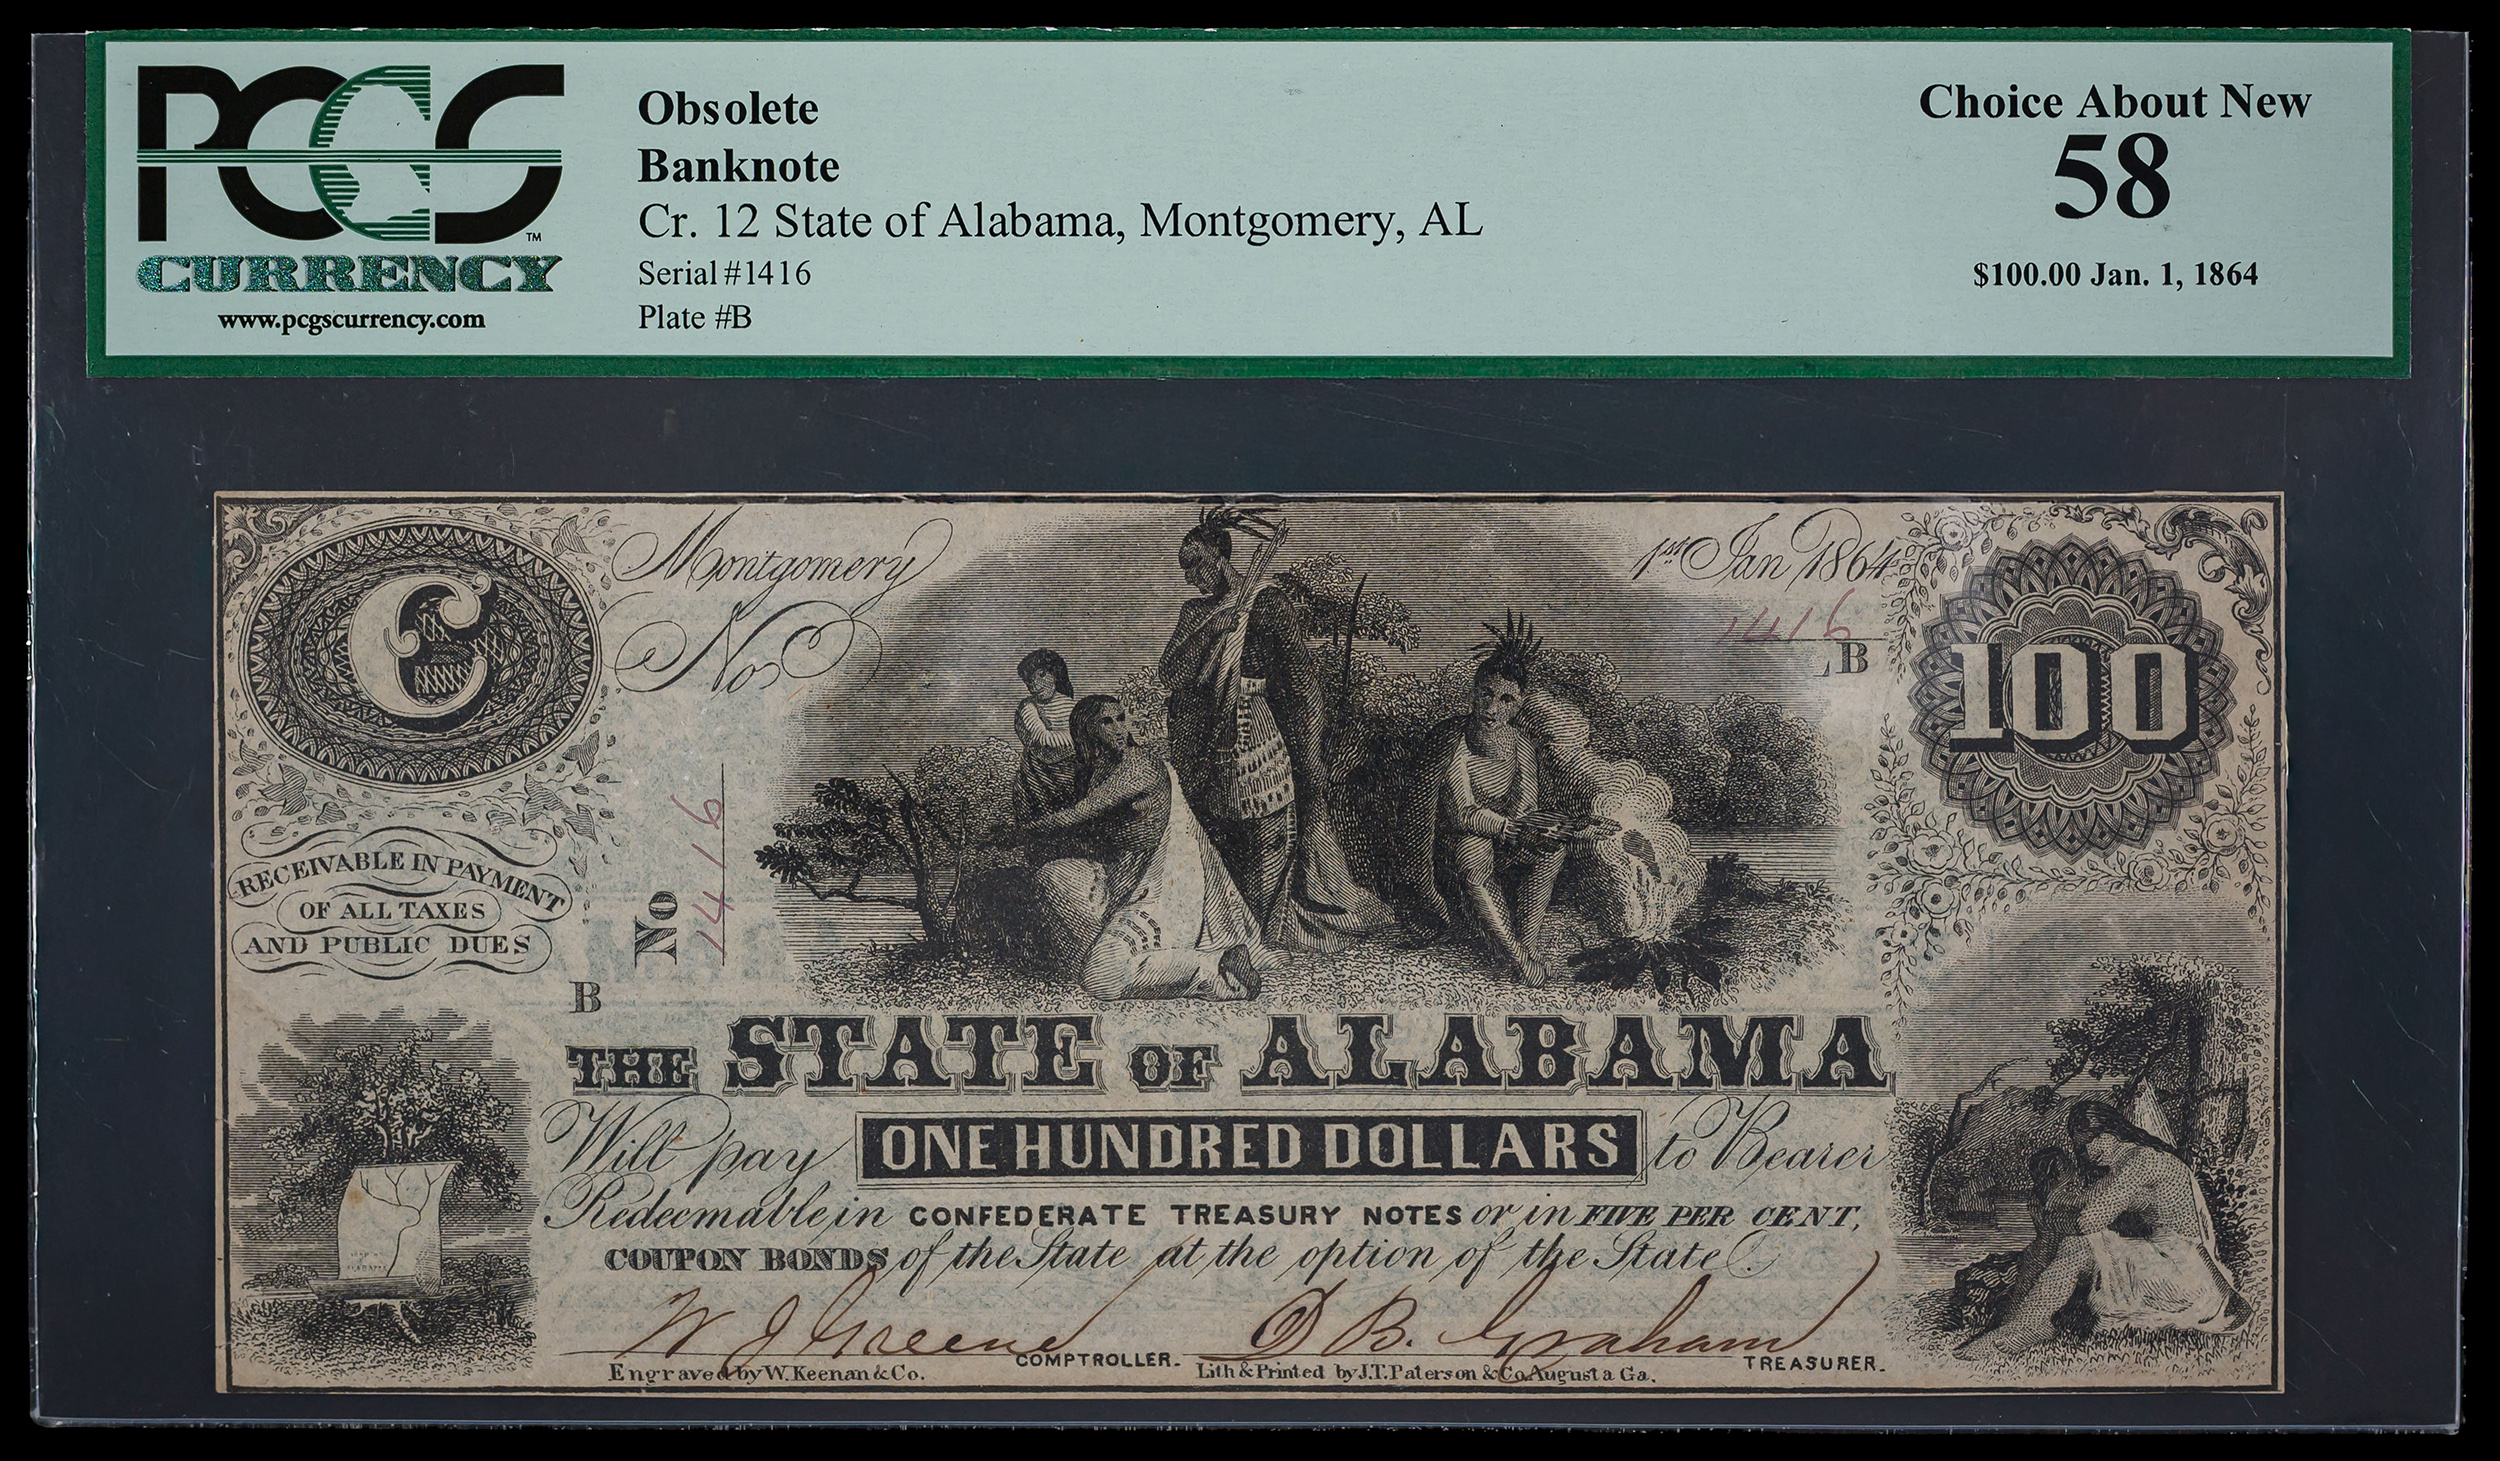 PCGS™
CURRENCY
www.pcgscurrency.com
Obsolete
Banknote
Cr. 12 State of Alabama, Montgomery, AL
Serial #1416
Plate #B
Choice About New
58
$100.00 Jan. 1, 1864
C
Montgomery
1st Jan 1864
No
1416
B
100
RECEIVABLE IN PAYMENT
OF ALL TAXES
AND PUBLIC DUES
No 1416
B
THE STATE OF ALABAMA
Will pay ONE HUNDRED DOLLARS to Bearer
Redeemable in CONFEDERATE TREASURY NOTES or in FIVE PER CENT,
COUPON BONDS of the State at the option of the State.
W J Greene COMPTROLLER.
D B. Graham TREASURER.
Engraved by W. Keenan & Co.
Lith & Printed by J.T. Paterson & Co. Augusta Ga.